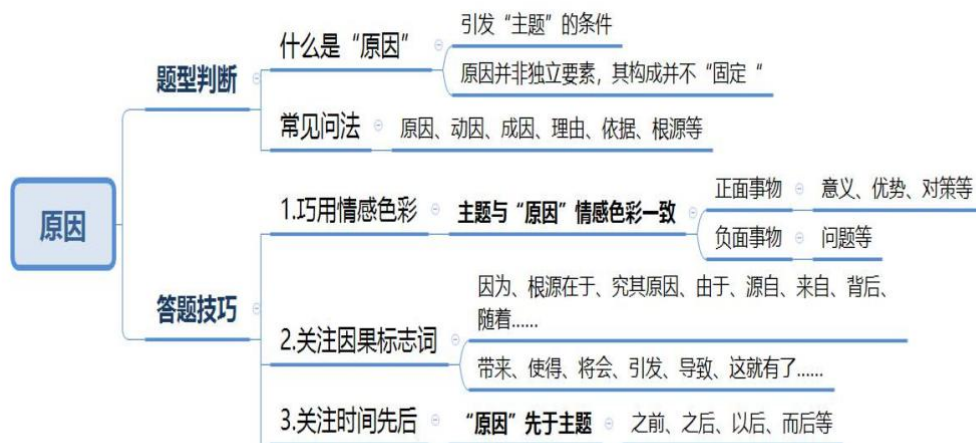 原因
题型判断
什么是“原因”
引发“主题”的条件
原因并非独立要素，其构成并不“固定“
常见问法
原因、动因、成因、理由、依据、根源等
答题技巧
1.巧用情感色彩
主题与“原因”情感色彩一致
正面事物
意义、优势、对策等
负面事物
问题等
2.关注因果标志词
因为、根源在于、究其原因、由于、源自、来自、背后、
随着......
带来、使得、将会、引发、导致、这就有了......
3.关注时间先后
“原因”先于主题
之前、之后、以后、而后等